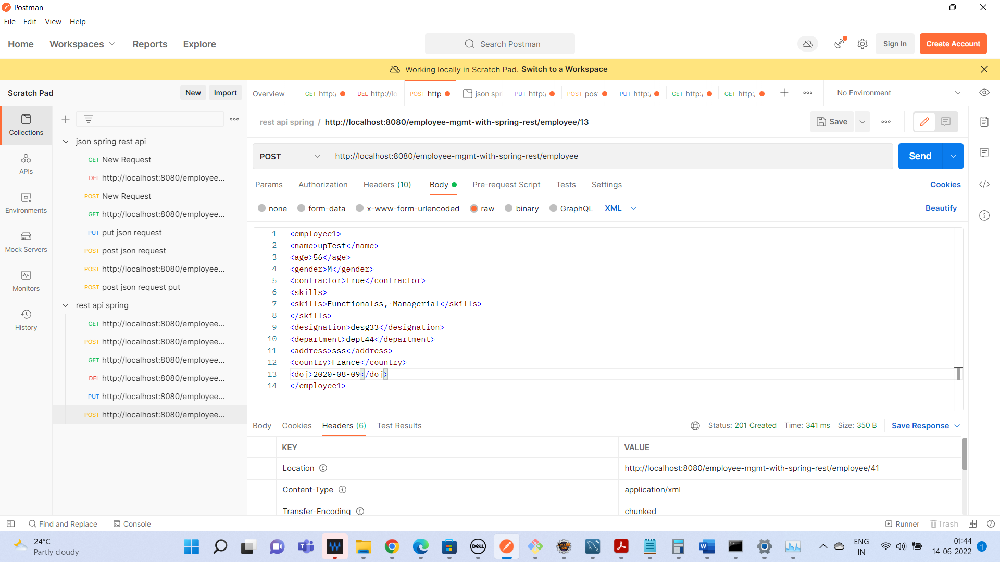 Postman
File Edit View Help
Home Workspaces Reports Explore
Search Postman
Sign In
Create Account
Working locally in Scratch Pad. Switch to a Workspace
Scratch Pad
New
Import
Overview
GET http:/
DEL http://lo
POST http
json spr
PUT http:/
POST pos
PUT http:/
GET http:/
GET http:/
No Environment
Collections
APIs
Environments
Mock Servers
Monitors
History
json spring rest api
GET New Request
DEL http://localhost:8080/employee...
POST New Request
GET http://localhost:8080/employee...
PUT put json request
POST post json request
POST http://localhost:8080/employee...
POST post json request put
rest api spring
GET http://localhost:8080/employee...
POST http://localhost:8080/employee...
GET http://localhost:8080/employee...
DEL http://localhost:8080/employee...
PUT http://localhost:8080/employee...
POST http://localhost:8080/employee...
rest api spring / http://localhost:8080/employee-mgmt-with-spring-rest/employee/13
Save
POST http://localhost:8080/employee-mgmt-with-spring-rest/employee
Send
Params Authorization Headers (10) Body Pre-request Script Tests Settings
Cookies
none form-data x-www-form-urlencoded raw binary GraphQL XML
Beautify
1 <employee1>
2 <name>upTest</name>
3 <age>56</age>
4 <gender>M</gender>
5 <contractor>true</contractor>
6 <skills>
7 <skills>Functionalss, Managerial</skills>
8 </skills>
9 <designation>desg33</designation>
10 <department>dept44</department>
11 <address>sss</address>
12 <country>France</country>
13 <doj>2020-08-09</doj>
14 </employee1>
Body Cookies Headers (6) Test Results
Status: 201 Created Time: 341 ms Size: 350 B
Save Response
KEY VALUE
Location http://localhost:8080/employee-mgmt-with-spring-rest/employee/41
Content-Type application/xml
Transfer-Encoding chunked
Find and Replace Console
Runner Trash
24°C
Partly cloudy
DELL
ENG
IN
01:44
14-06-2022
1